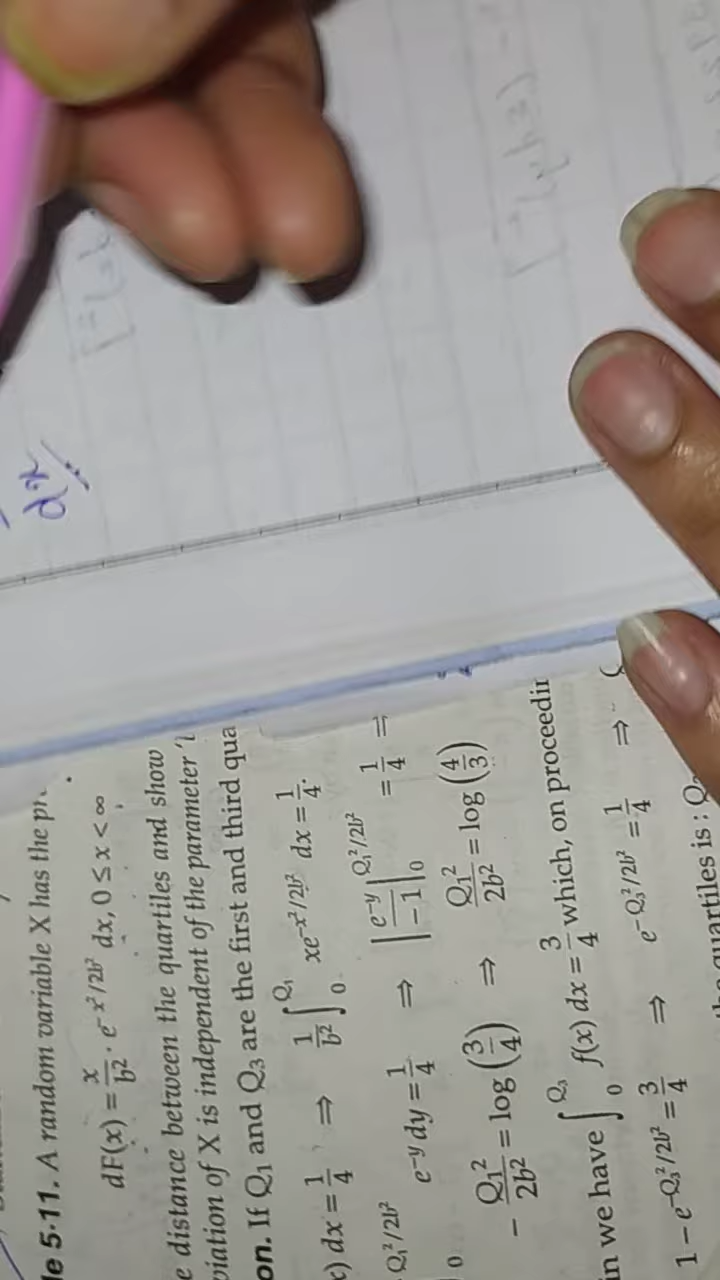 le 5·11. A random variable X has the
dF(x) = x/b² · e^(-x²/2b²) dx, 0 ≤ x < ∞
e distance between the quartiles and show
viation of X is independent of the parameter
on. If Q₁ and Q₃ are the first and third qua
) dx = 1/4 ⇒ 1/b² ∫₀^Q₁ xe^(-x²/2b²) dx = 1/4.
Q₁²/2b² e^(-y) dy = 1/4 ⇒ | e^(-y)/-1 |₀^(Q₁²/2b²) = 1/4 ⇒
0
- Q₁²/2b² = log (3/4) ⇒ Q₁²/2b² = log (4/3)
in we have ∫₀^Q₃ f(x) dx = 3/4 which, on proceedin
1 - e^(-Q₃²/2b²) = 3/4 ⇒ e^(-Q₃²/2b²) = 1/4 ⇒
quartiles is :
dx